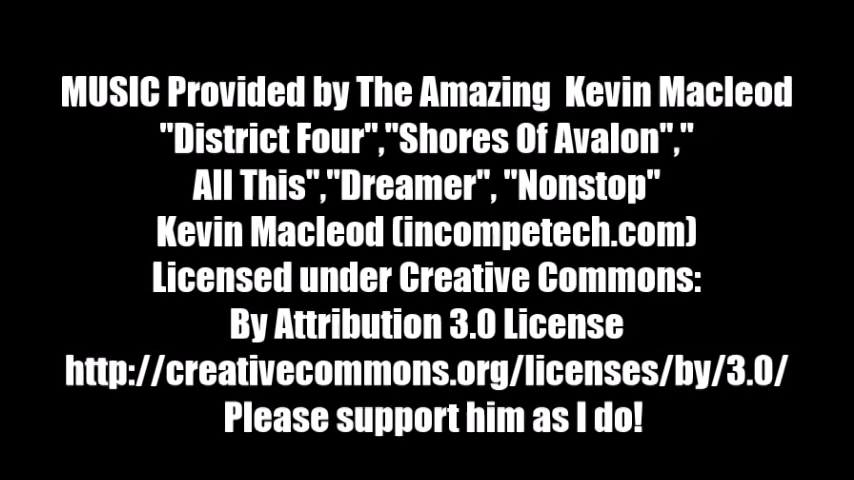 MUSIC Provided by The Amazing  Kevin Macleod
"District Four","Shores Of Avalon","
All This","Dreamer", "Nonstop"
Kevin Macleod (incompetech.com)
Licensed under Creative Commons:
By Attribution 3.0 License
http://creativecommons.org/licenses/by/3.0/
Please support him as I do!